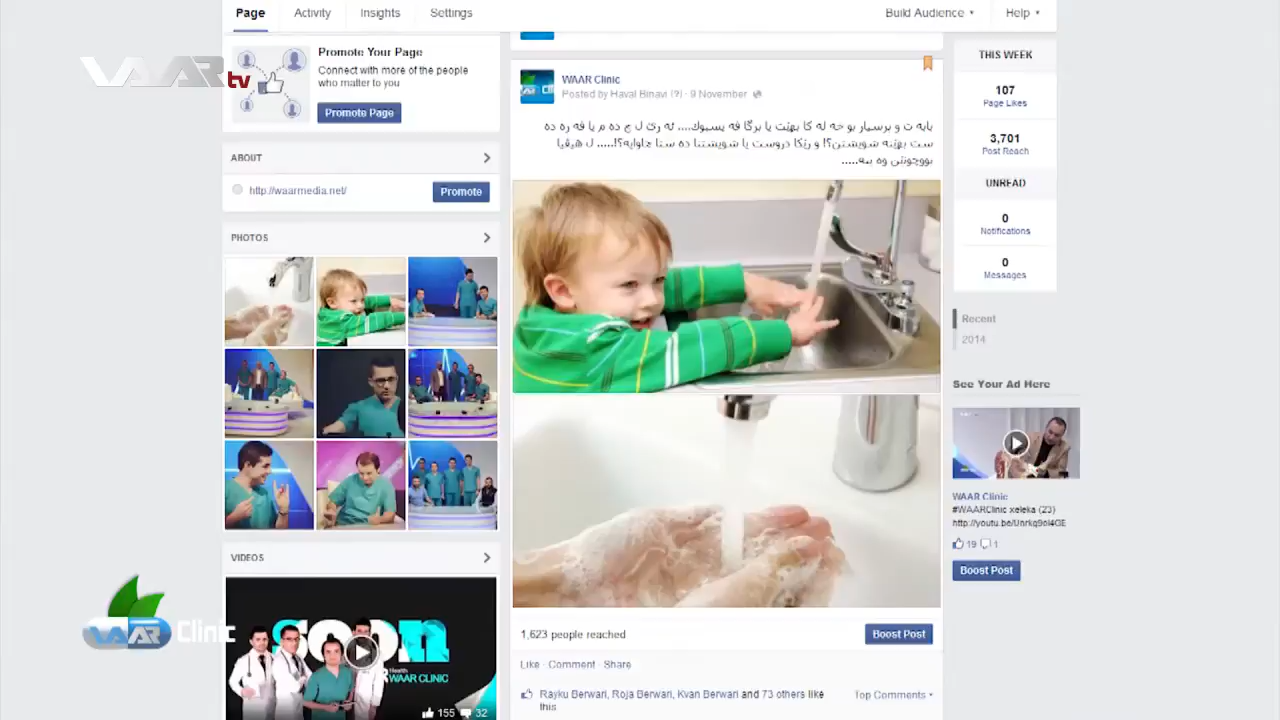 Page
Activity
Insights
Settings
Build Audience
Help
WAARtv
Promote Your Page
Connect with more of the people
who matter to you
Promote Page
ABOUT
http://waarmedia.net/
Promote
PHOTOS
VIDEOS
soon
Health
WAAR CLINIC
155 32
WAAR Clinic
WAAR Clinic
Posted by Haval Binavi (?) · 9 November
1,623 people reached
Boost Post
Like · Comment · Share
Rayku Berwari, Roja Berwari, Kvan Berwari and 73 others like
this
Top Comments
THIS WEEK
107
Page Likes
3,701
Post Reach
UNREAD
0
Notifications
0
Messages
Recent
2014
See Your Ad Here
WAAR Clinic
#WAARClinic xeleka (23)
19 1
Boost Post